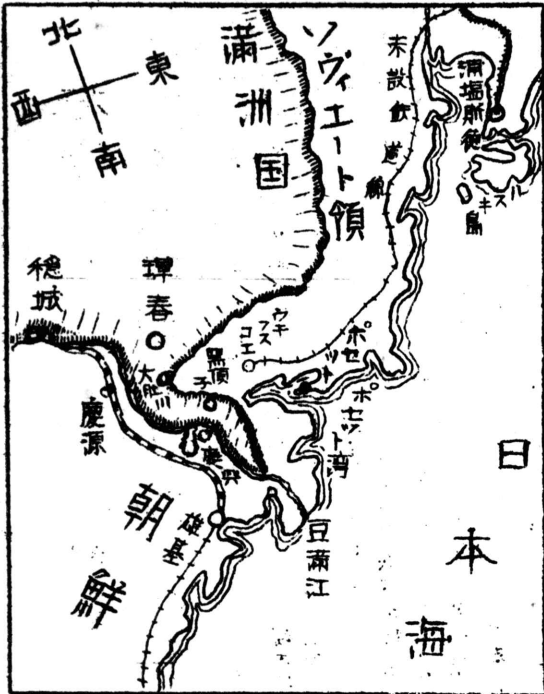 北
東
西
南
満洲国
ソヴィエート領
未設鉄道線
浦塩斯徳
ルスキー島
穏城
琿春
ウキフスコエ
ポセット
ポセット湾
黒頂子
大肚川
慶源
慶興
雄基
豆満江
朝鮮
日本海